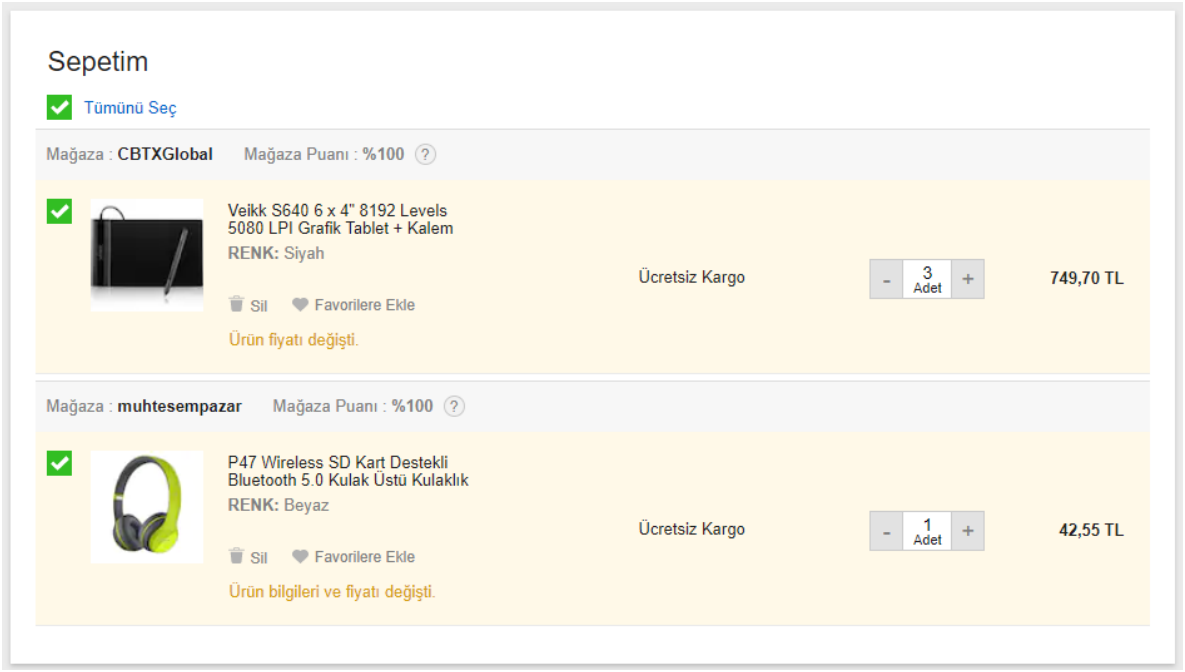 Sepetim
Tümünü Seç
Mağaza : CBTXGlobal Mağaza Puanı : %100 ?
Veikk S640 6 x 4" 8192 Levels
5080 LPI Grafik Tablet + Kalem
RENK: Siyah
Ücretsiz Kargo
- 3 +
Adet
749,70 TL
Sil Favorilere Ekle
Ürün fiyatı değişti.
Mağaza : muhtesempazar Mağaza Puanı : %100 ?
P47 Wireless SD Kart Destekli
Bluetooth 5.0 Kulak Üstü Kulaklık
RENK: Beyaz
Ücretsiz Kargo
- 1 +
Adet
42,55 TL
Sil Favorilere Ekle
Ürün bilgileri ve fiyatı değişti.